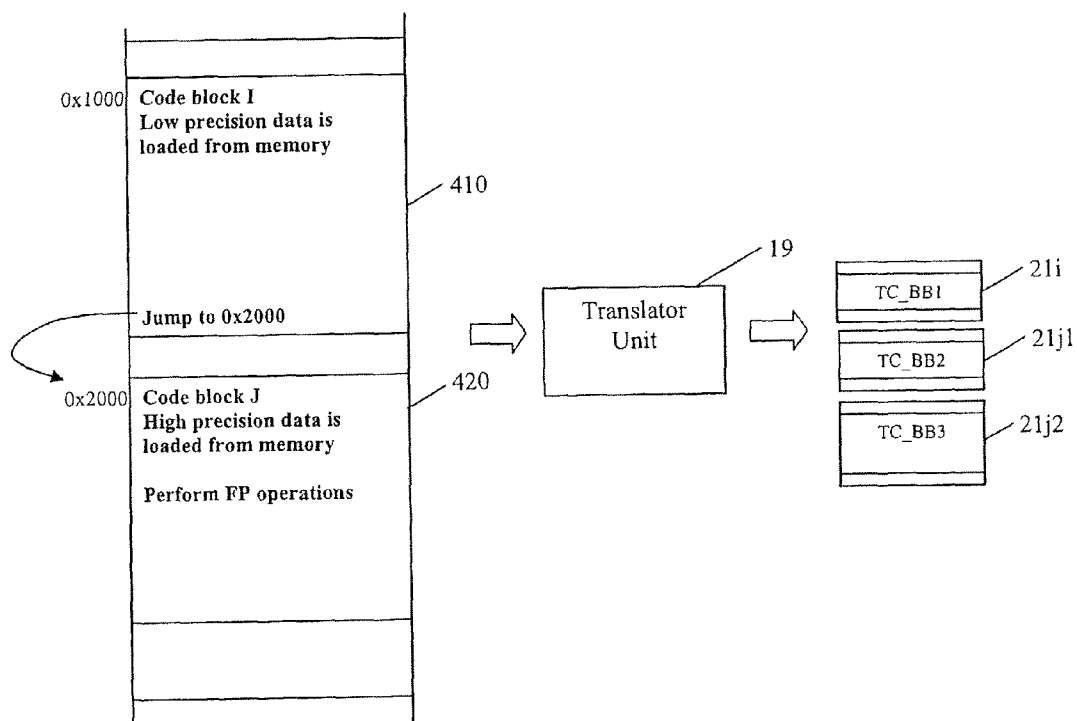 0x1000
Code block I
Low precision data is
loaded from memory
410
Jump to 0x2000
0x2000
Code block J
High precision data is
loaded from memory
Perform FP operations
420
19
Translator
Unit
TC_BB1
21i
TC_BB2
21j1
TC_BB3
21j2